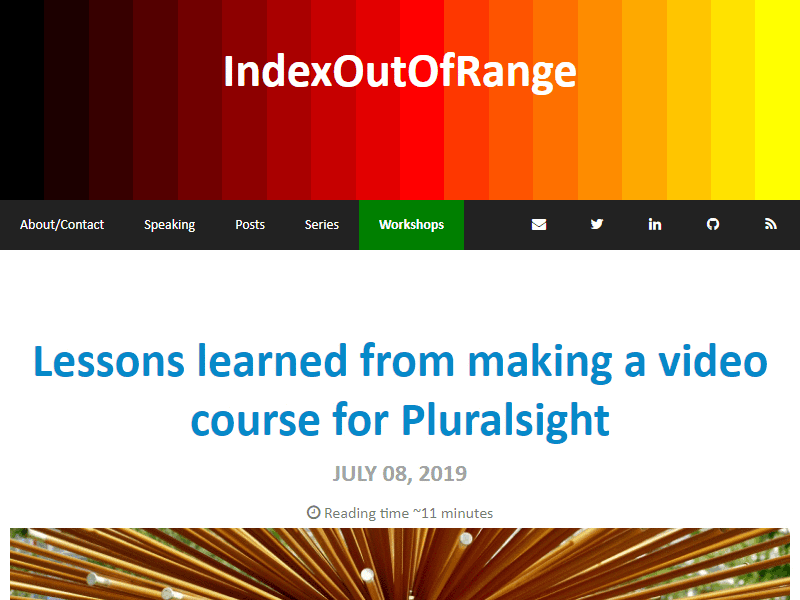 IndexOutOfRange
About/Contact Speaking Posts Series Workshops
Lessons learned from making a video
course for Pluralsight
JULY 08, 2019
Reading time ~11 minutes